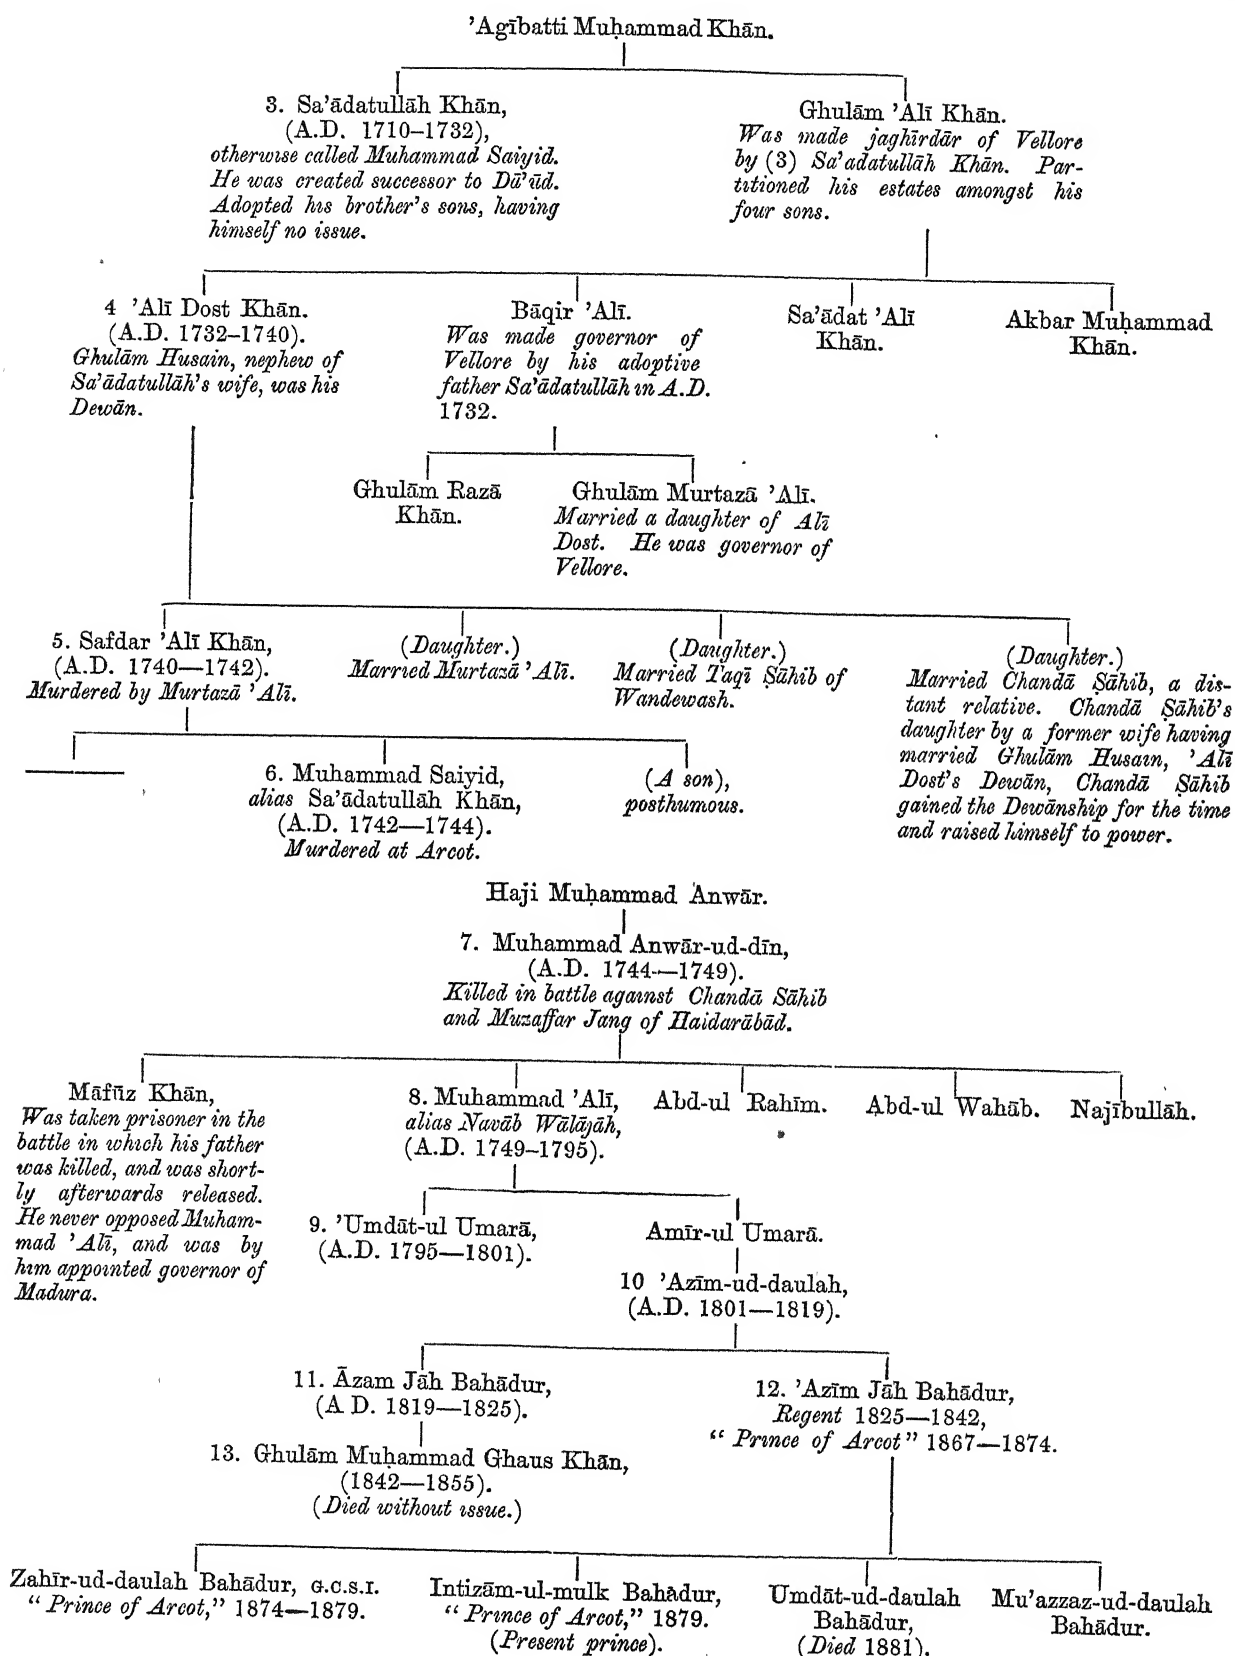 ’Agībatti Muḥammad Khān.
3. Sa’ādatullāh Khān,
(A.D. 1710–1732),
otherwise called Muhammad Saiyid.
He was created successor to Dā’ūd.
Adopted his brother’s sons, having
himself no issue.
Ghulām ’Alī Khān.
Was made jaghīrdār of Vellore
by (3) Sa’adatullāh Khān. Par-
titioned his estates amongst his
four sons.
4 ’Alī Dost Khān.
(A.D. 1732–1740).
Ghulām Husain, nephew of
Sa’ādatullāh’s wife, was his
Dewān.
Bāqir ’Alī.
Was made governor of
Vellore by his adoptive
father Sa’ādatullāh in A.D.
1732.
Sa’ādat ’Alī
Khān.
Akbar Muḥammad
Khān.
Ghulām Razā
Khān.
Ghulām Murtazā ’Alī.
Married a daughter of Alī
Dost. He was governor of
Vellore.
5. Safdar ’Alī Khān,
(A.D. 1740—1742).
Murdered by Murtazā ’Alī.
(Daughter.)
Married Murtazā ’Alī.
(Daughter.)
Married Taqī Ṣāhib of
Wandewash.
(Daughter.)
Married Chandā Ṣāhib, a dis-
tant relative. Chandā Ṣāhib’s
daughter by a former wife having
married Ghulām Husain, ’Alī
Dost’s Dewān, Chandā Ṣāhib
gained the Dewānship for the time
and raised himself to power.
6. Muhammad Saiyid,
alias Sa’ādatullāh Khān,
(A.D. 1742—1744).
Murdered at Arcot.
(A son),
posthumous.
Haji Muḥammad Anwār.
7. Muhammad Anwār-ud-dīn,
(A.D. 1744—1749).
Killed in battle against Chandā Sāhib
and Muzaffar Jang of Haidarābād.
Māfūz Khān,
Was taken prisoner in the
battle in which his father
was killed, and was short-
ly afterwards released.
He never opposed Muham-
mad ’Alī, and was by
him appointed governor of
Madura.
8. Muhammad ’Alī,
alias Navāb Wālājāh,
(A.D. 1749–1795).
Abd-ul Rahīm.
Abd-ul Wahāb.
Najībullāh.
9. ’Umdāt-ul Umarā,
(A.D. 1795—1801).
Amīr-ul Umarā.
10 ’Azīm-ud-daulah,
(A.D. 1801—1819).
11. Āzam Jāh Bahādur,
(A D. 1819—1825).
12. ’Azīm Jāh Bahādur,
Regent 1825—1842,
“ Prince of Arcot” 1867—1874.
13. Ghulām Muḥammad Ghaus Khān,
(1842—1855).
(Died without issue.)
Zahīr-ud-daulah Bahādur, G.C.S.I.
“ Prince of Arcot,” 1874—1879.
Intizām-ul-mulk Bahādur,
“ Prince of Arcot,” 1879.
(Present prince).
Umdāt-ud-daulah
Bahādur,
(Died 1881).
Mu’azzaz-ud-daulah
Bahādur.